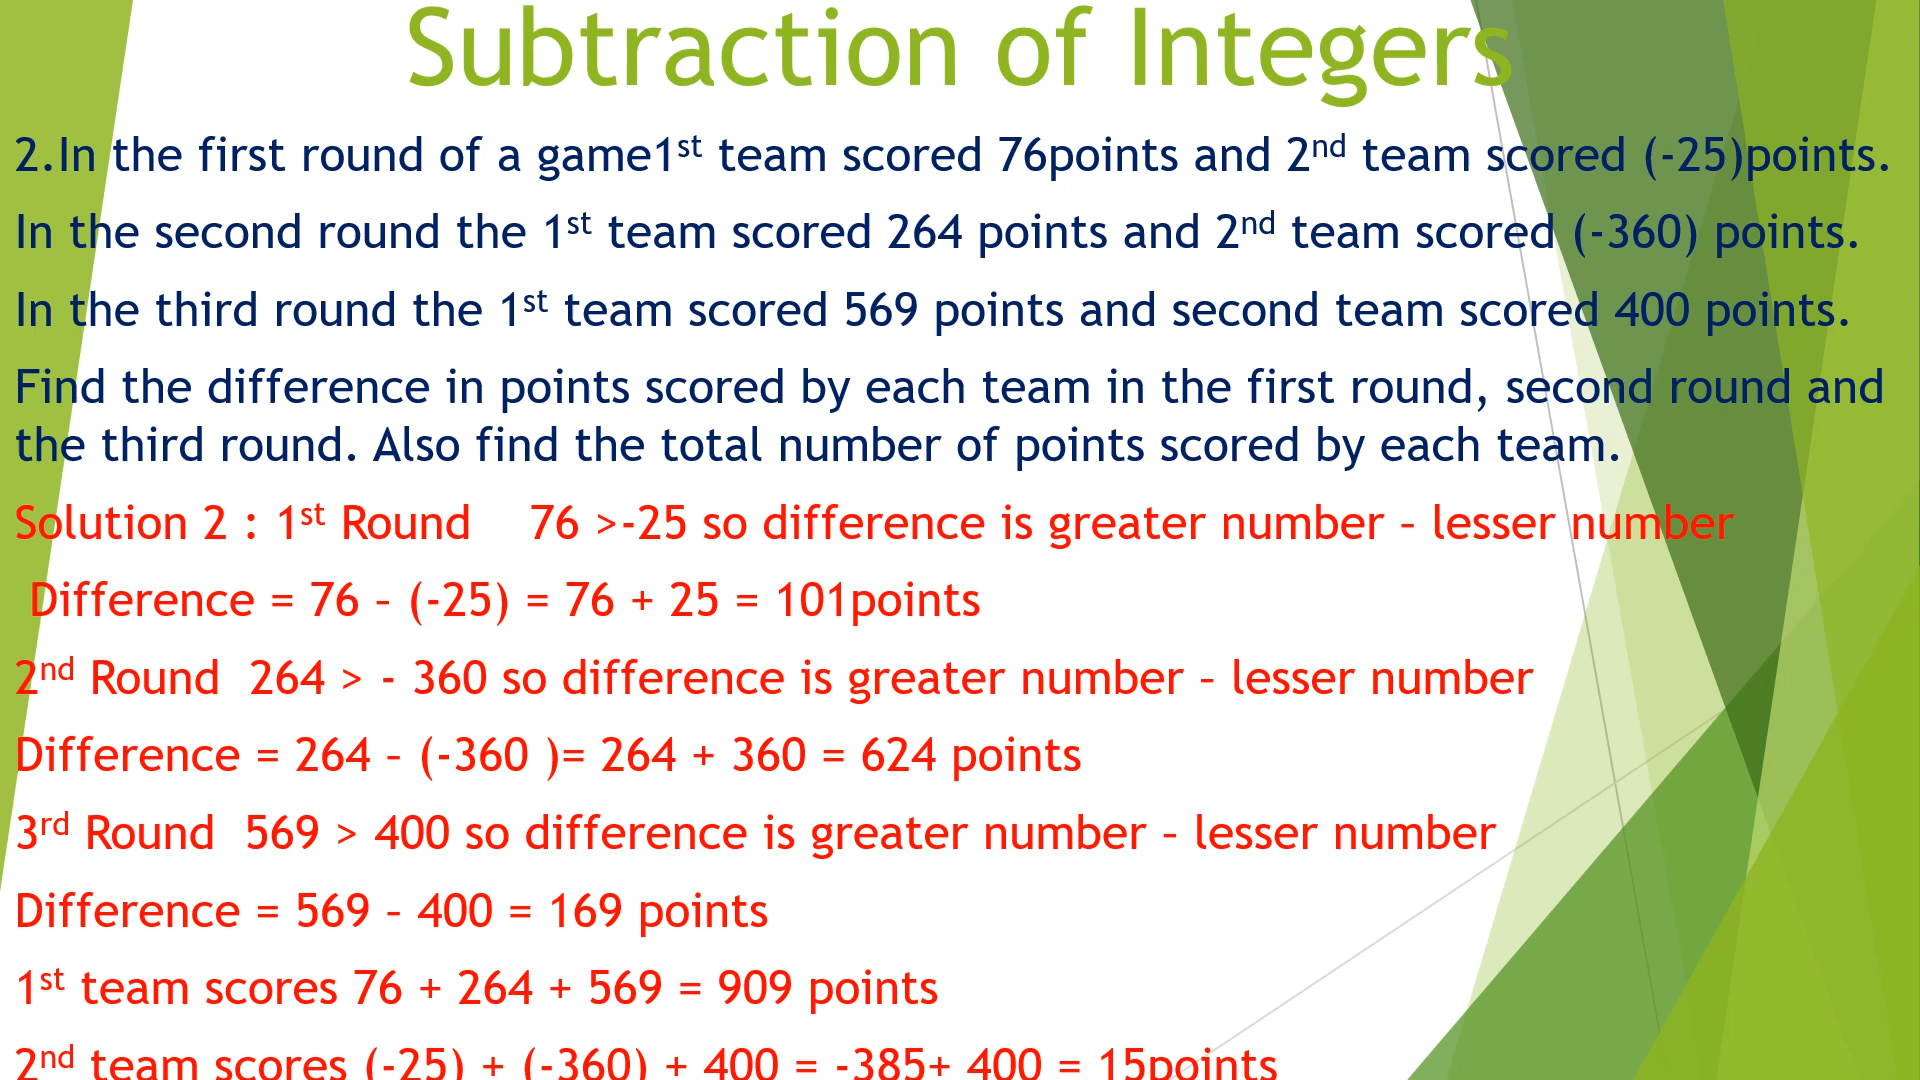 Subtraction of Integers
2.In the first round of a game1st team scored 76points and 2nd team scored (-25)points.
In the second round the 1st team scored 264 points and 2nd team scored (-360) points.
In the third round the 1st team scored 569 points and second team scored 400 points.
Find the difference in points scored by each team in the first round, second round and
the third round. Also find the total number of points scored by each team.
Solution 2 : 1st Round 76 >-25 so difference is greater number – lesser number
Difference = 76 – (-25) = 76 + 25 = 101points
2nd Round 264 > - 360 so difference is greater number – lesser number
Difference = 264 – (-360 )= 264 + 360 = 624 points
3rd Round 569 > 400 so difference is greater number – lesser number
Difference = 569 – 400 = 169 points
1st team scores 76 + 264 + 569 = 909 points
2nd team scores (-25) + (-360) + 400 = -385+ 400 = 15points